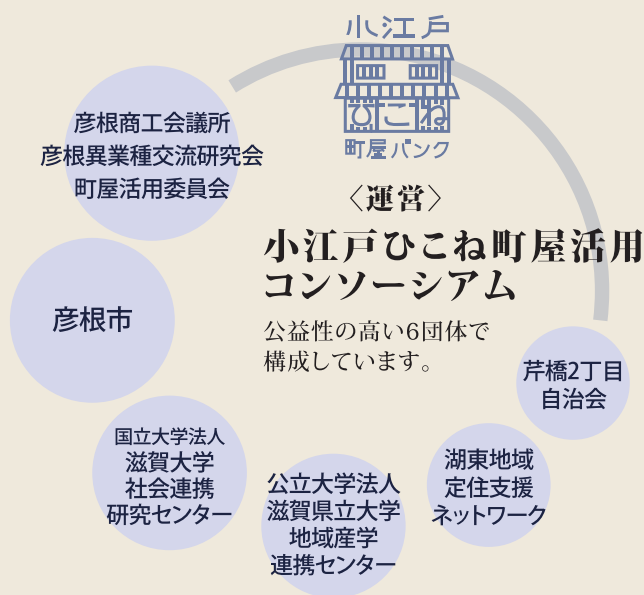 小江戸
ひこね
町屋バンク
〈運営〉
小江戸ひこね町屋活用
コンソーシアム
公益性の高い6団体で
構成しています。
彦根商工会議所
彦根異業種交流研究会
町屋活用委員会
彦根市
国立大学法人
滋賀大学
社会連携
研究センター
公立大学法人
滋賀県立大学
地域産学
連携センター
湖東地域
定住支援
ネットワーク
芹橋2丁目
自治会